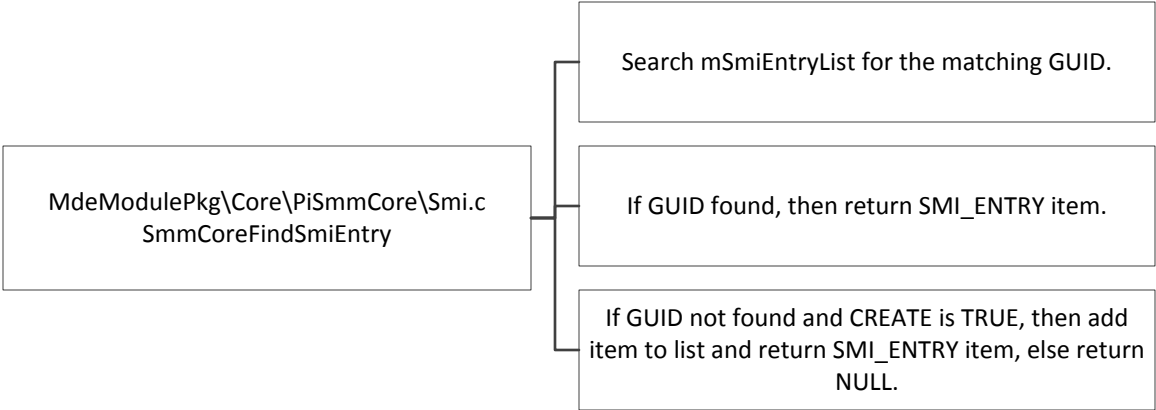 Search mSmiEntryList for the matching GUID.
MdeModulePkg\Core\PiSmmCore\Smi.c
SmmCoreFindSmiEntry
If GUID found, then return SMI_ENTRY item.
If GUID not found and CREATE is TRUE, then add
item to list and return SMI_ENTRY item, else return
NULL.